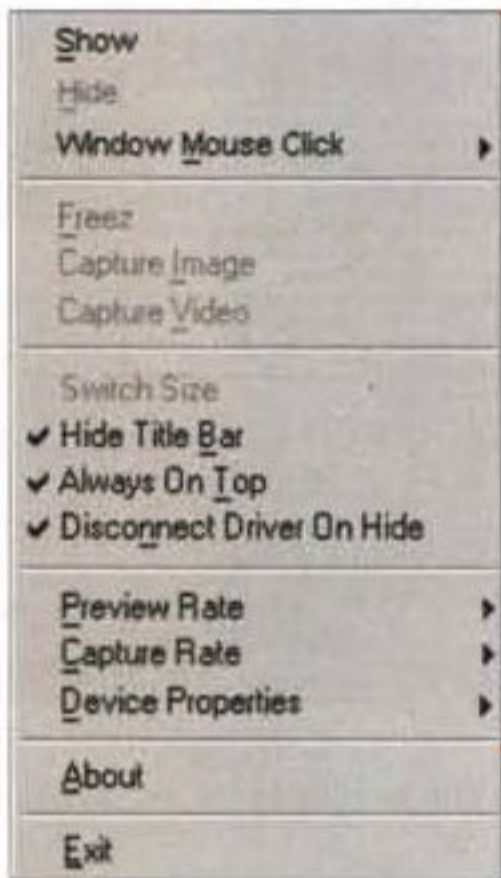 Show
Hide
Window Mouse Click
Freez
Capture Image
Capture Video
Switch Size
Hide Title Bar
Always On Top
Disconnect Driver On Hide
Preview Rate
Capture Rate
Device Properties
About
Exit